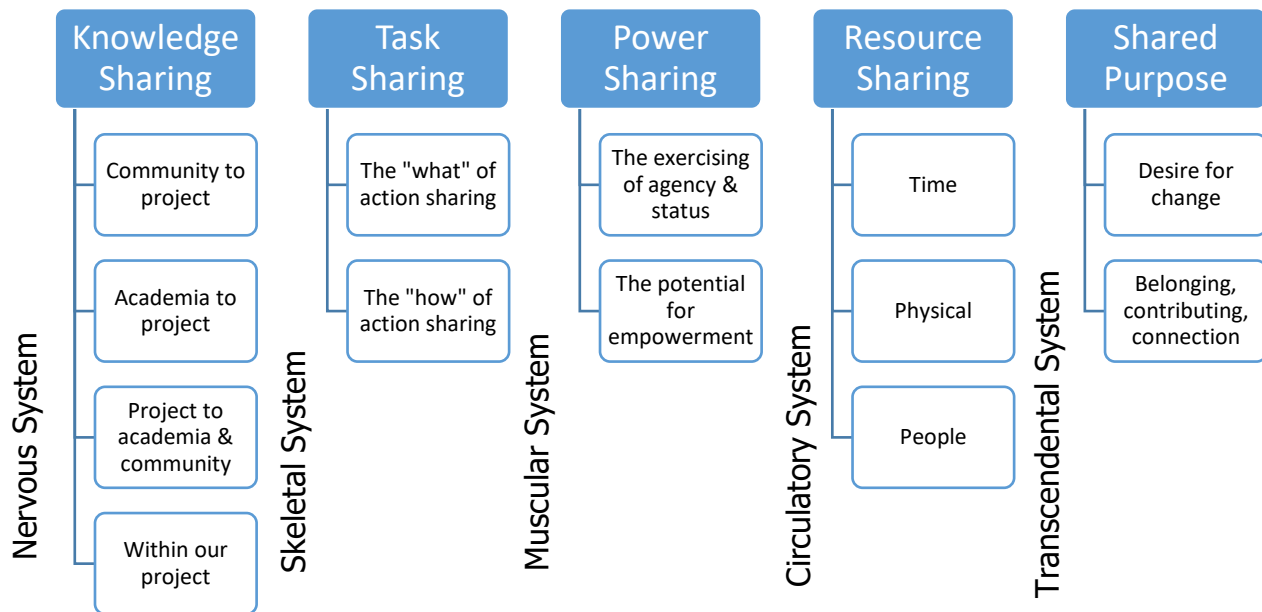 Knowledge
Sharing
Community to
project
Academia to
project
Project to
academia &
community
Within our
project
Nervous System
Task
Sharing
The "what" of
action sharing
The "how" of
action sharing
Skeletal System
Power
Sharing
The exercising
of agency &
status
The potential
for
empowerment
Muscular System
Resource
Sharing
Time
Physical
People
Circulatory System
Shared
Purpose
Desire for
change
Belonging,
contributing,
connection
Transcendental System